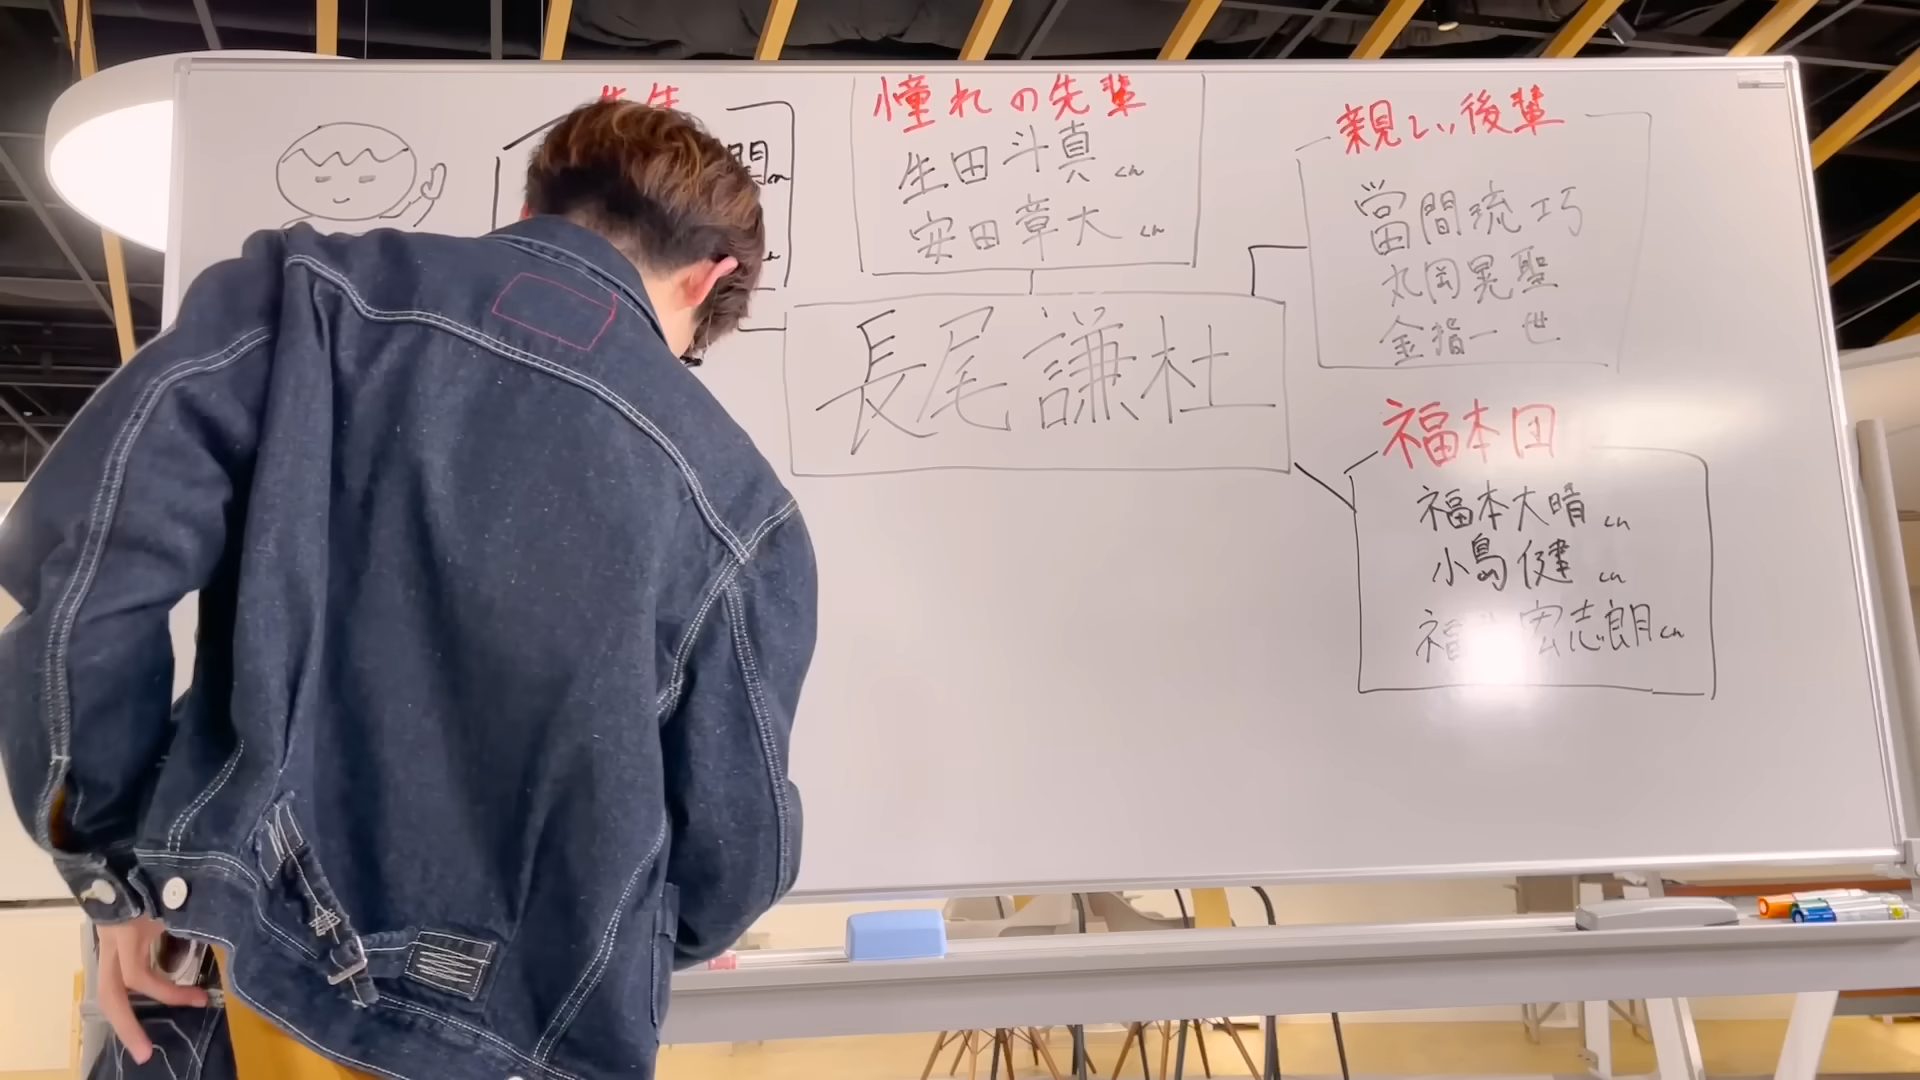 憧れの先輩
生田斗真くん
安田章大くん
長尾謙杜
親しい後輩
當間琉巧
丸岡晃聖
金指一世
福本団
福本大晴くん
小島健くん
宏志朗くん